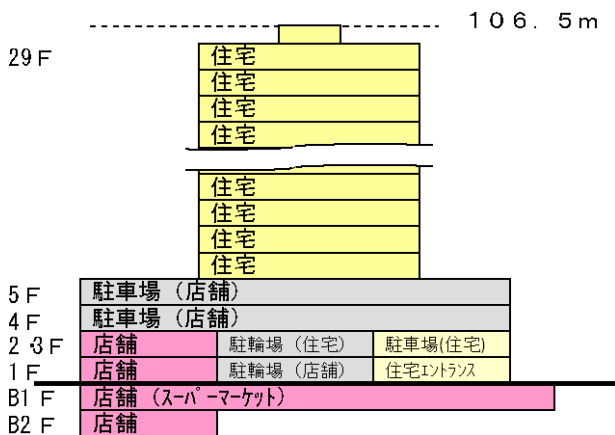 106.5m
29F 住宅
住宅
住宅
住宅
住宅
住宅
住宅
住宅
5F 駐車場（店舗）
4F 駐車場（店舗）
2・3F 店舗 駐輪場（住宅） 駐車場(住宅)
1F 店舗 駐輪場（店舗） 住宅エントランス
B1F 店舗（スーパーマーケット）
B2F 店舗